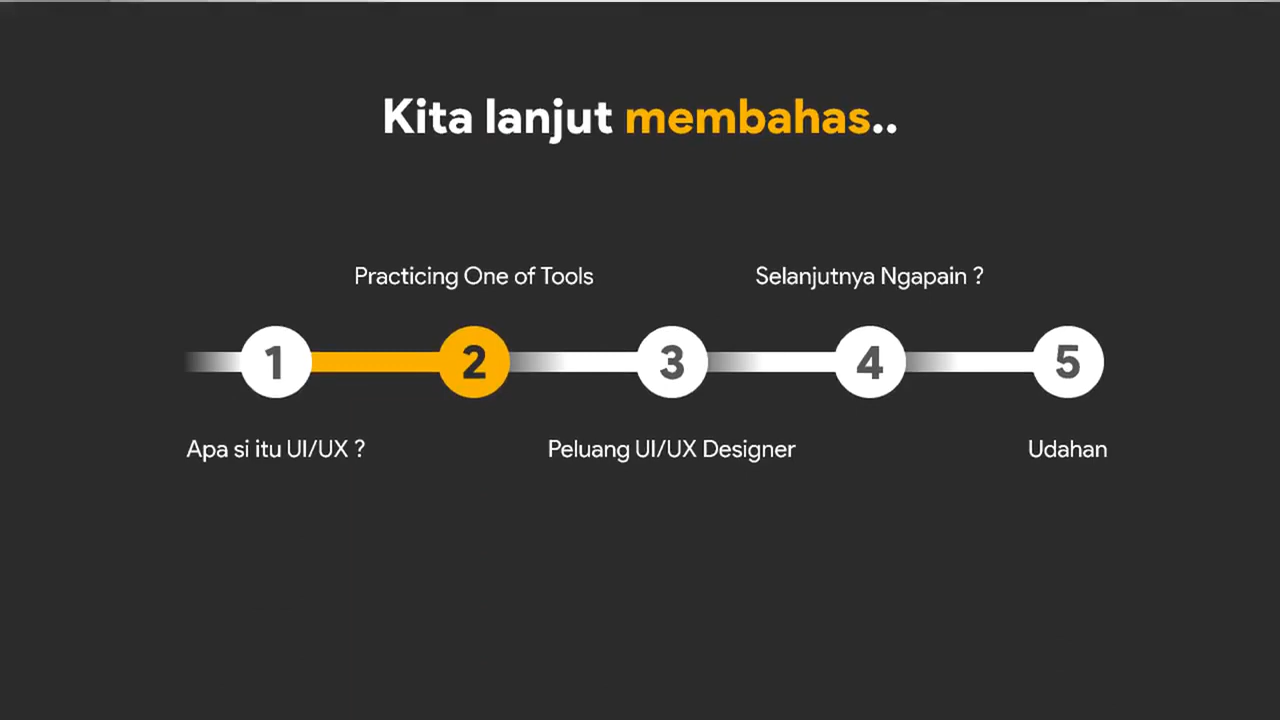 Kita lanjut membahas..
Practicing One of Tools
Selanjutnya Ngapain ?
1
2
3
4
5
Apa si itu UI/UX ?
Peluang UI/UX Designer
Udahan